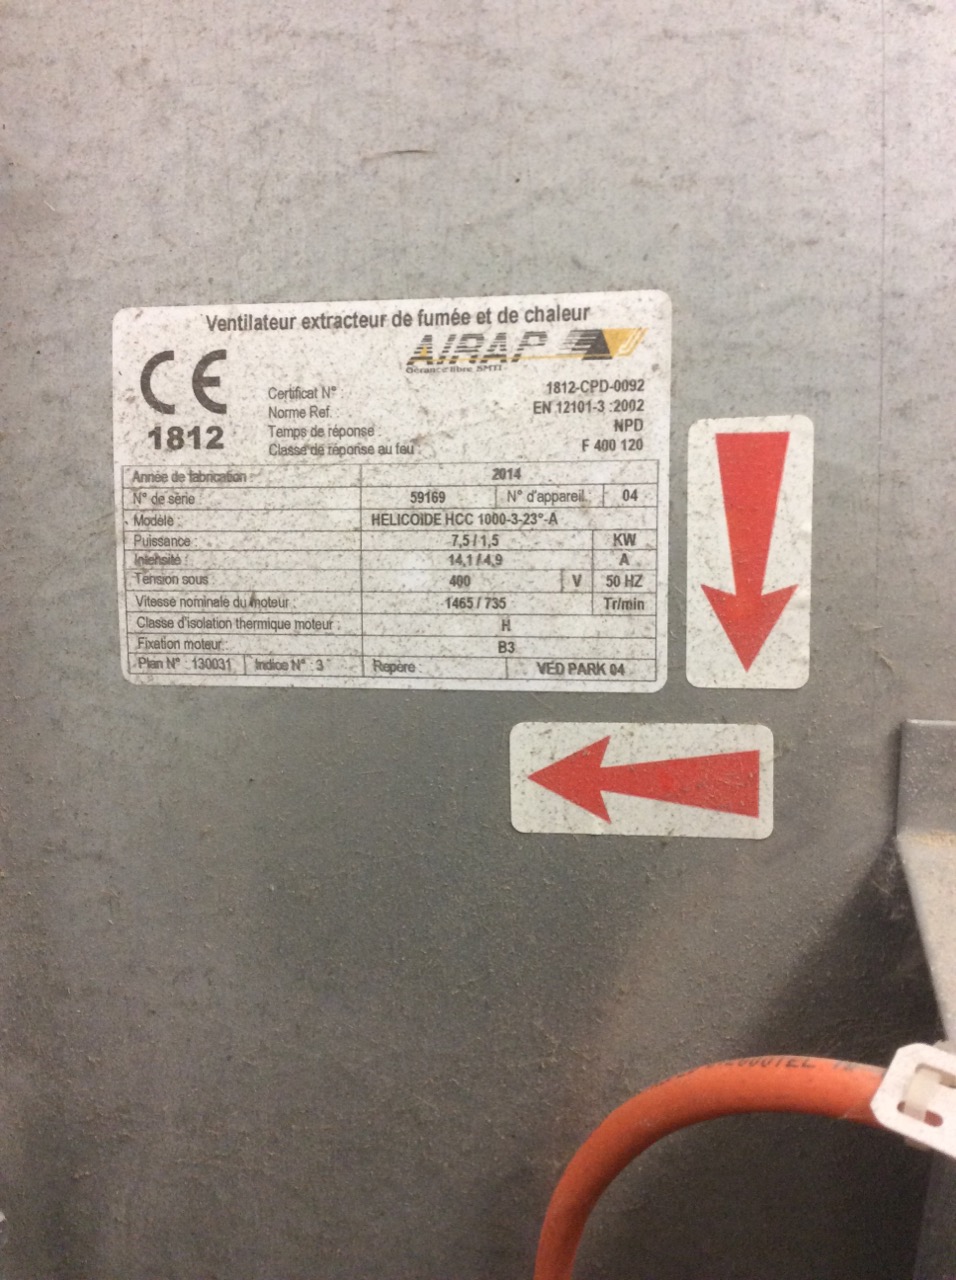 Ventilateur extracteur de fumée et de chaleur
AIRAP
Gérance libre SMTI
CE
1812
Certificat N° : 1812-CPD-0092
Norme Ref. : EN 12101-3 :2002
Temps de réponse : NPD
Classe de réponse au feu : F 400 120
Année de fabrication : 2014
N° de série : 59169 N° d'appareil : 04
Modèle : HELICOIDE HCC 1000-3-23°-A
Puissance : 7,5 / 1,5 KW
Intensité : 14,1 / 4,9 A
Tension sous : 400 V 50 HZ
Vitesse nominale du moteur : 1465 / 735 Tr/min
Classe d'isolation thermique moteur : H
Fixation moteur : B3
Plan N° : 130031 Indice N° : 3 Repère : VED PARK 04